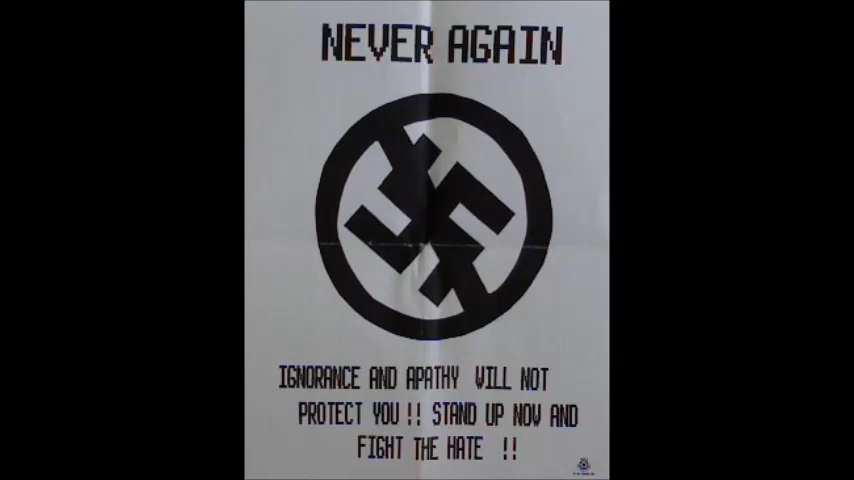 NEVER AGAIN
IGNORANCE AND APATHY WILL NOT
PROTECT YOU !! STAND UP NOW AND
FIGHT THE HATE !!